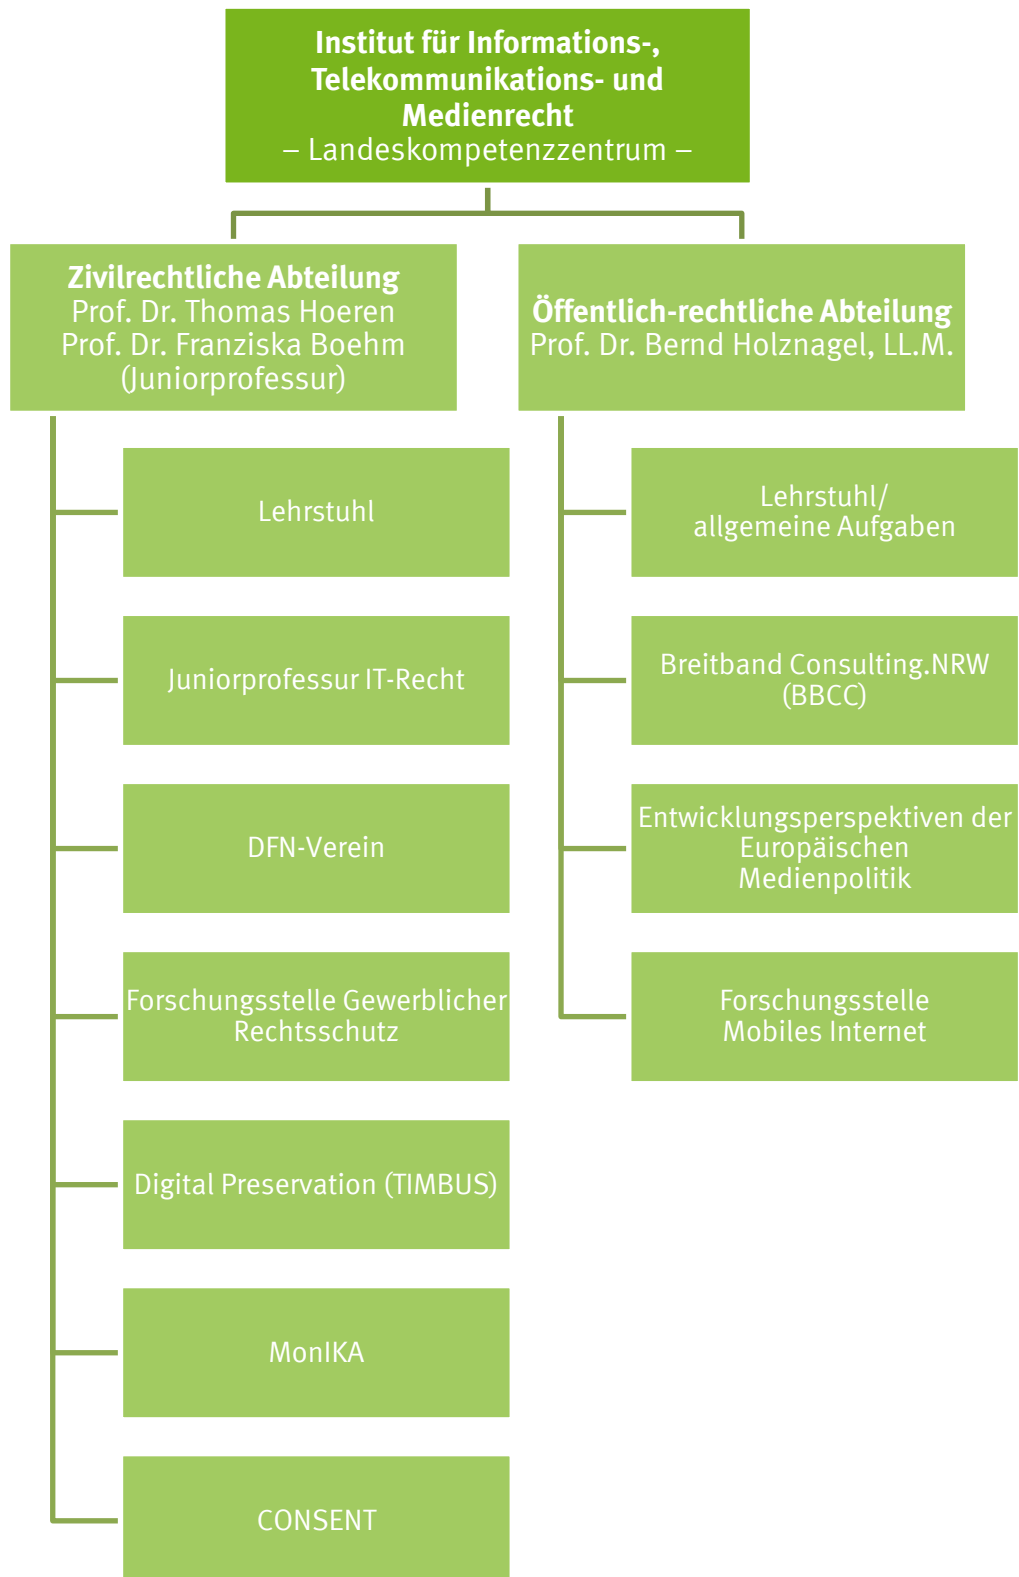 Institut für Informations-,
Telekommunikations- und
Medienrecht
– Landeskompetenzzentrum –
Zivilrechtliche Abteilung
Prof. Dr. Thomas Hoeren
Prof. Dr. Franziska Boehm
(Juniorprofessur)
Lehrstuhl
Juniorprofessur IT-Recht
DFN-Verein
Forschungsstelle Gewerblicher
Rechtsschutz
Digital Preservation (TIMBUS)
MonIKA
CONSENT
Öffentlich-rechtliche Abteilung
Prof. Dr. Bernd Holznagel, LL.M.
Lehrstuhl/
allgemeine Aufgaben
Breitband Consulting.NRW
(BBCC)
Entwicklungsperspektiven der
Europäischen
Medienpolitik
Forschungsstelle
Mobiles Internet